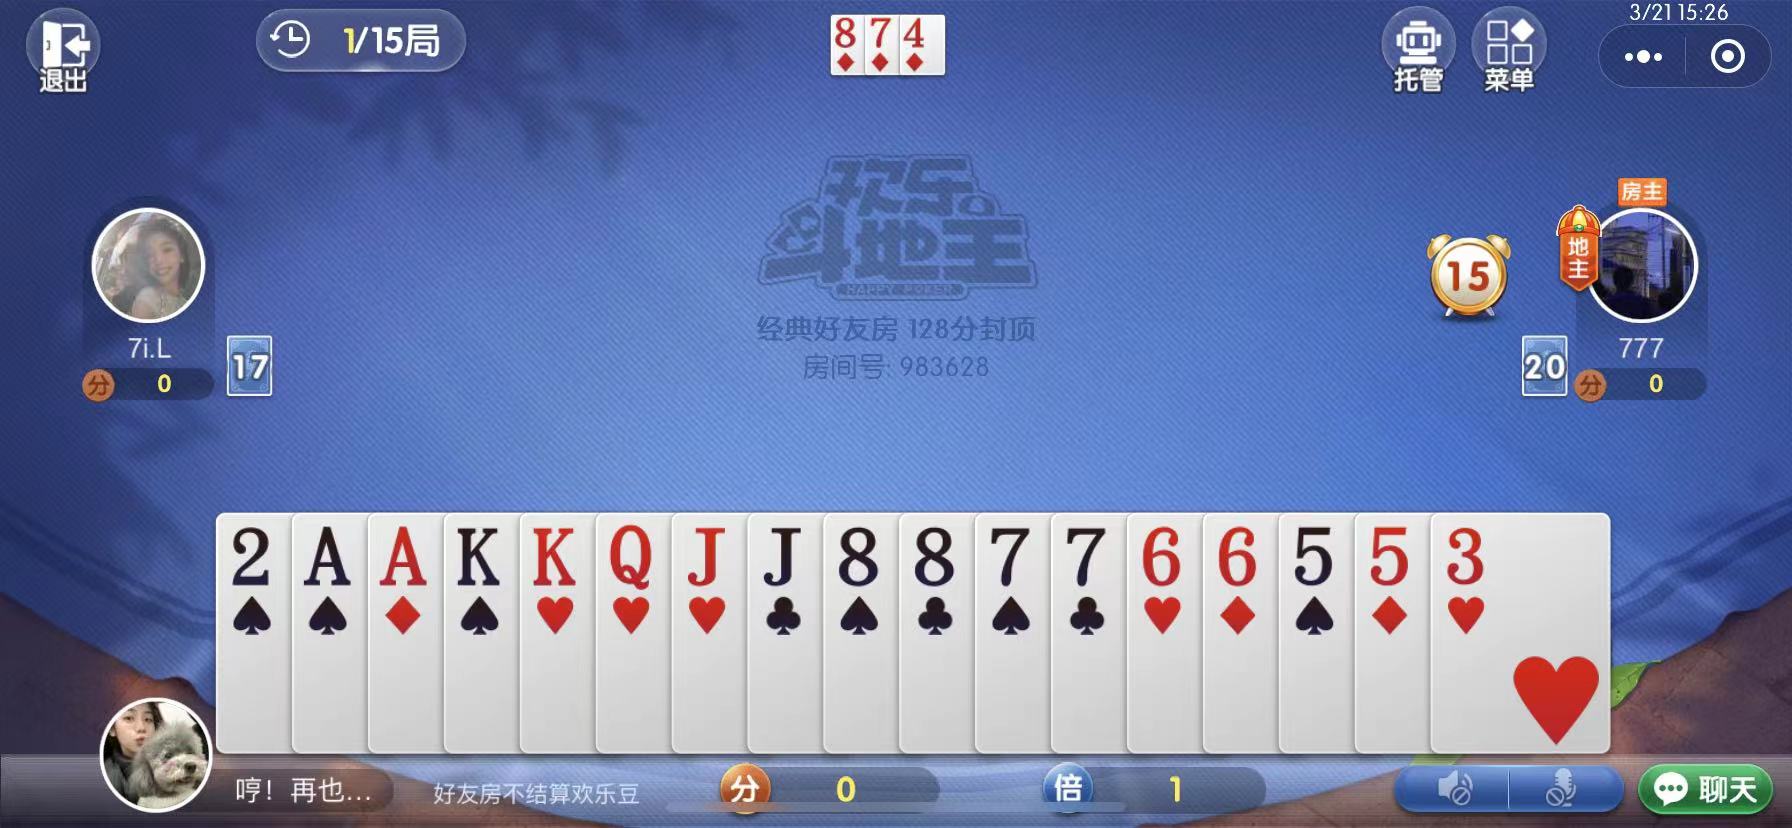 3/21 15:26
退出
1/15局
8 7 4
托管
菜单
欢乐
斗地主
HAPPY POKER
经典好友房 128分封顶
房间号: 983628
房主
地主
15
7i.L
17
分 0
777
20
分 0
2 A A K K Q J J 8 8 7 7 6 6 5 5 3
哼！再也...
好友房不结算欢乐豆
分 0
倍 1
聊天